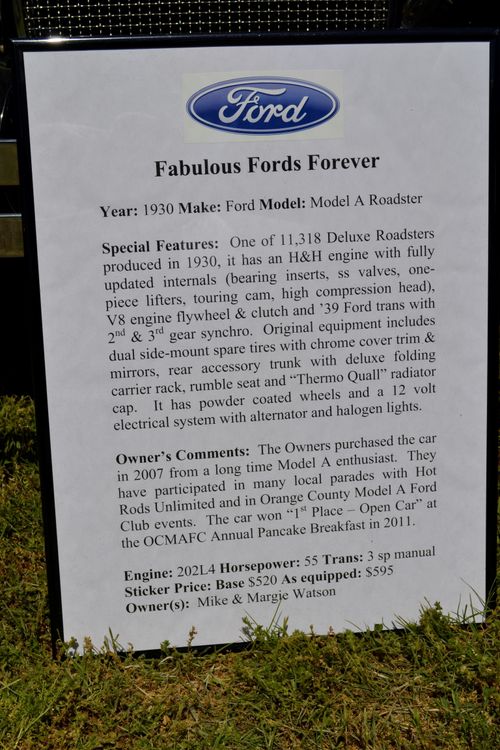 Ford
Fabulous Fords Forever
Year: 1930 Make: Ford Model: Model A Roadster
Special Features: One of 11,318 Deluxe Roadsters
produced in 1930, it has an H&H engine with fully
updated internals (bearing inserts, ss valves, one-
piece lifters, touring cam, high compression head),
V8 engine flywheel & clutch and '39 Ford trans with
2nd & 3rd gear synchro. Original equipment includes
dual side-mount spare tires with chrome cover trim &
mirrors, rear accessory trunk with deluxe folding
carrier rack, rumble seat and “Thermo Quall” radiator
cap. It has powder coated wheels and a 12 volt
electrical system with alternator and halogen lights.
Owner's Comments: The Owners purchased the car
in 2007 from a long time Model A enthusiast. They
have participated in many local parades with Hot
Rods Unlimited and in Orange County Model A Ford
Club events. The car won “1st Place – Open Car” at
the OCMAFC Annual Pancake Breakfast in 2011.
Engine: 202L4 Horsepower: 55 Trans: 3 sp manual
Sticker Price: Base $520 As equipped: $595
Owner(s): Mike & Margie Watson